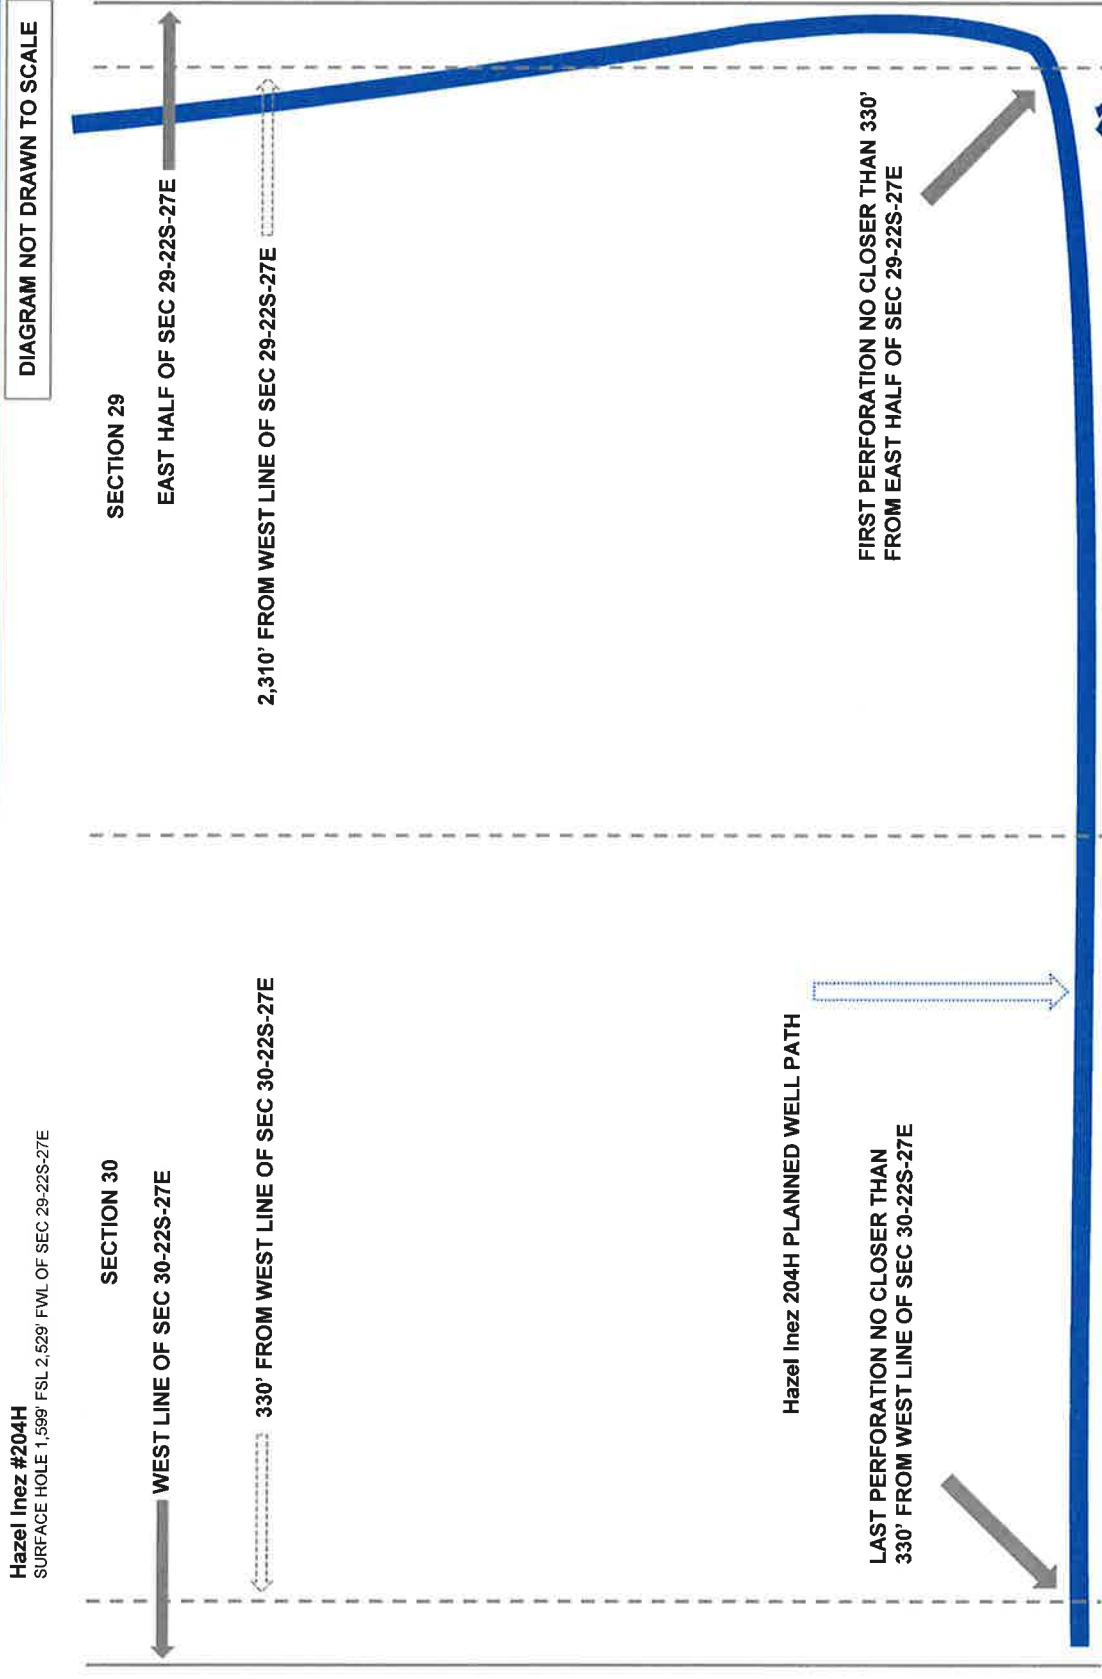 Hazel Inez #204H
SURFACE HOLE 1,599' FSL 2,529' FWL OF SEC 29-22S-27E
DIAGRAM NOT DRAWN TO SCALE
SECTION 30
SECTION 29
WEST LINE OF SEC 30-22S-27E
EAST HALF OF SEC 29-22S-27E
330' FROM WEST LINE OF SEC 30-22S-27E
2,310' FROM WEST LINE OF SEC 29-22S-27E
Hazel Inez 204H PLANNED WELL PATH
LAST PERFORATION NO CLOSER THAN
330' FROM WEST LINE OF SEC 30-22S-27E
FIRST PERFORATION NO CLOSER THAN 330'
FROM EAST HALF OF SEC 29-22S-27E